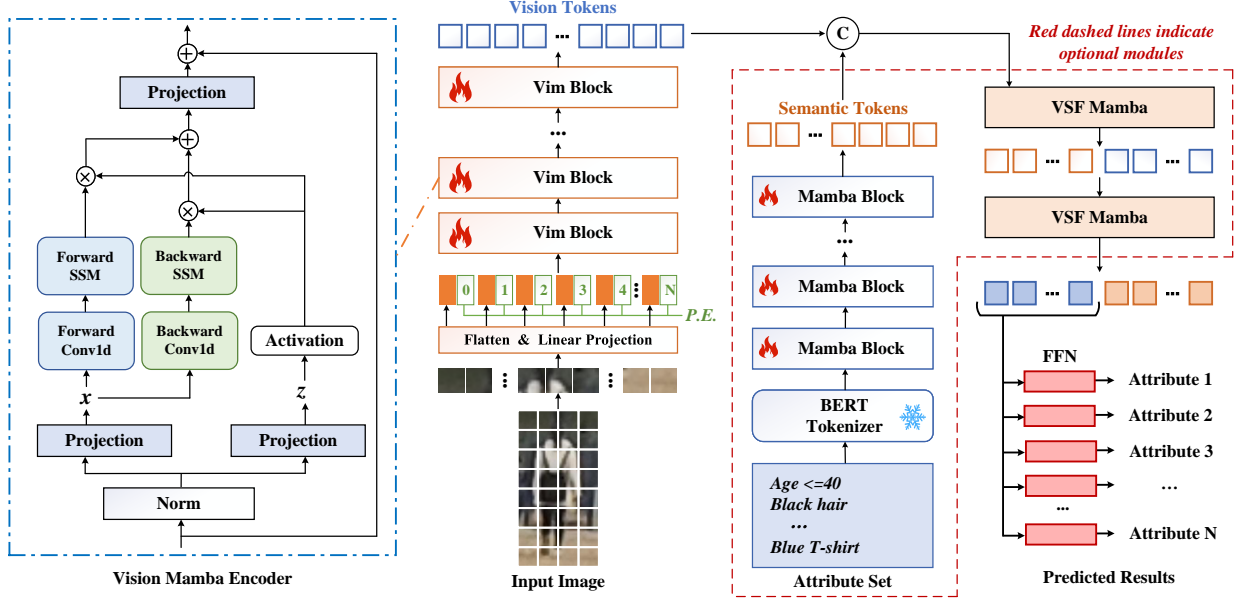 Projection
Forward
SSM
Backward
SSM
Forward
Conv1d
Backward
Conv1d
Activation
x
z
Projection
Projection
Norm
Vision Mamba Encoder
Vision Tokens
...
Vim Block
...
Vim Block
Vim Block
0 1 2 3 4 N
P.E.
Flatten & Linear Projection
Input Image
C
Red dashed lines indicate
optional modules
Semantic Tokens
...
Mamba Block
...
Mamba Block
Mamba Block
BERT
Tokenizer
Age <=40
Black hair
...
Blue T-shirt
Attribute Set
VSF Mamba
... ...
VSF Mamba
... ...
FFN
Attribute 1
Attribute 2
Attribute 3
...
...
Attribute N
Predicted Results